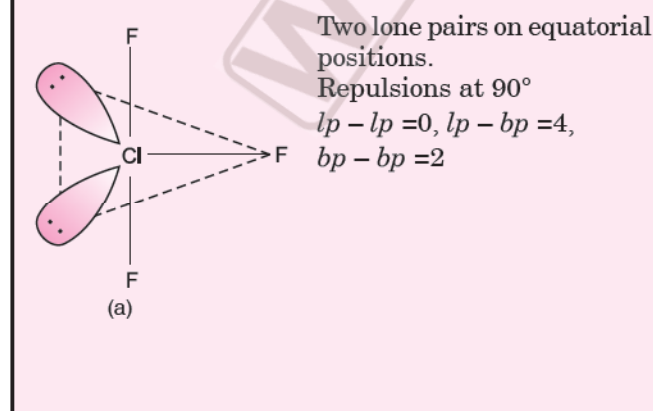 F
Two lone pairs on equatorial
positions.
Repulsions at 90°
lp – lp =0, lp – bp =4,
Cl F bp – bp =2
F
(a)